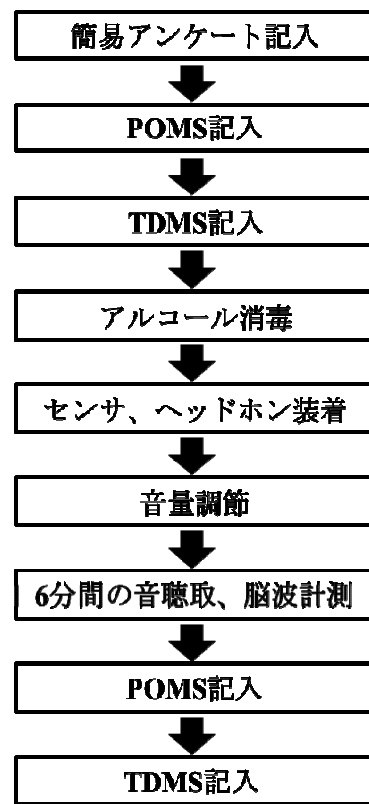 簡易アンケート記入
POMS記入
TDMS記入
アルコール消毒
センサ、ヘッドホン装着
音量調節
6分間の音聴取、脳波計測
POMS記入
TDMS記入